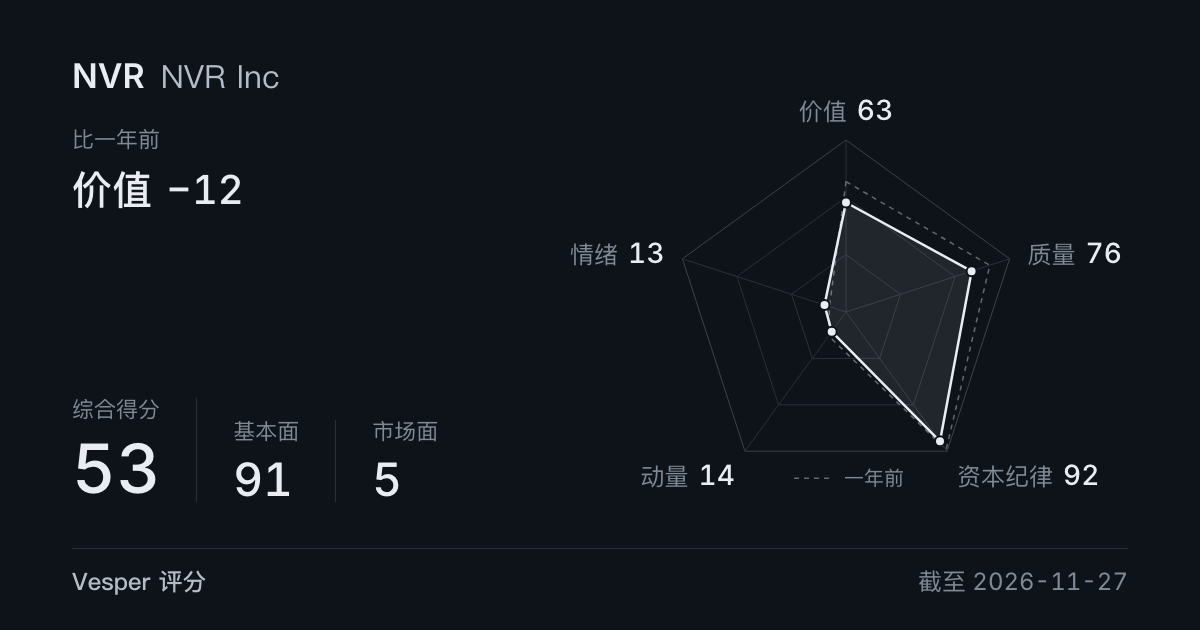 NVR NVR Inc
比一年前
价值 −12
价值 63
质量 76
情绪 13
动量 14
一年前
资本纪律 92
综合得分
53
基本面
91
市场面
5
Vesper 评分
截至 2026-11-27